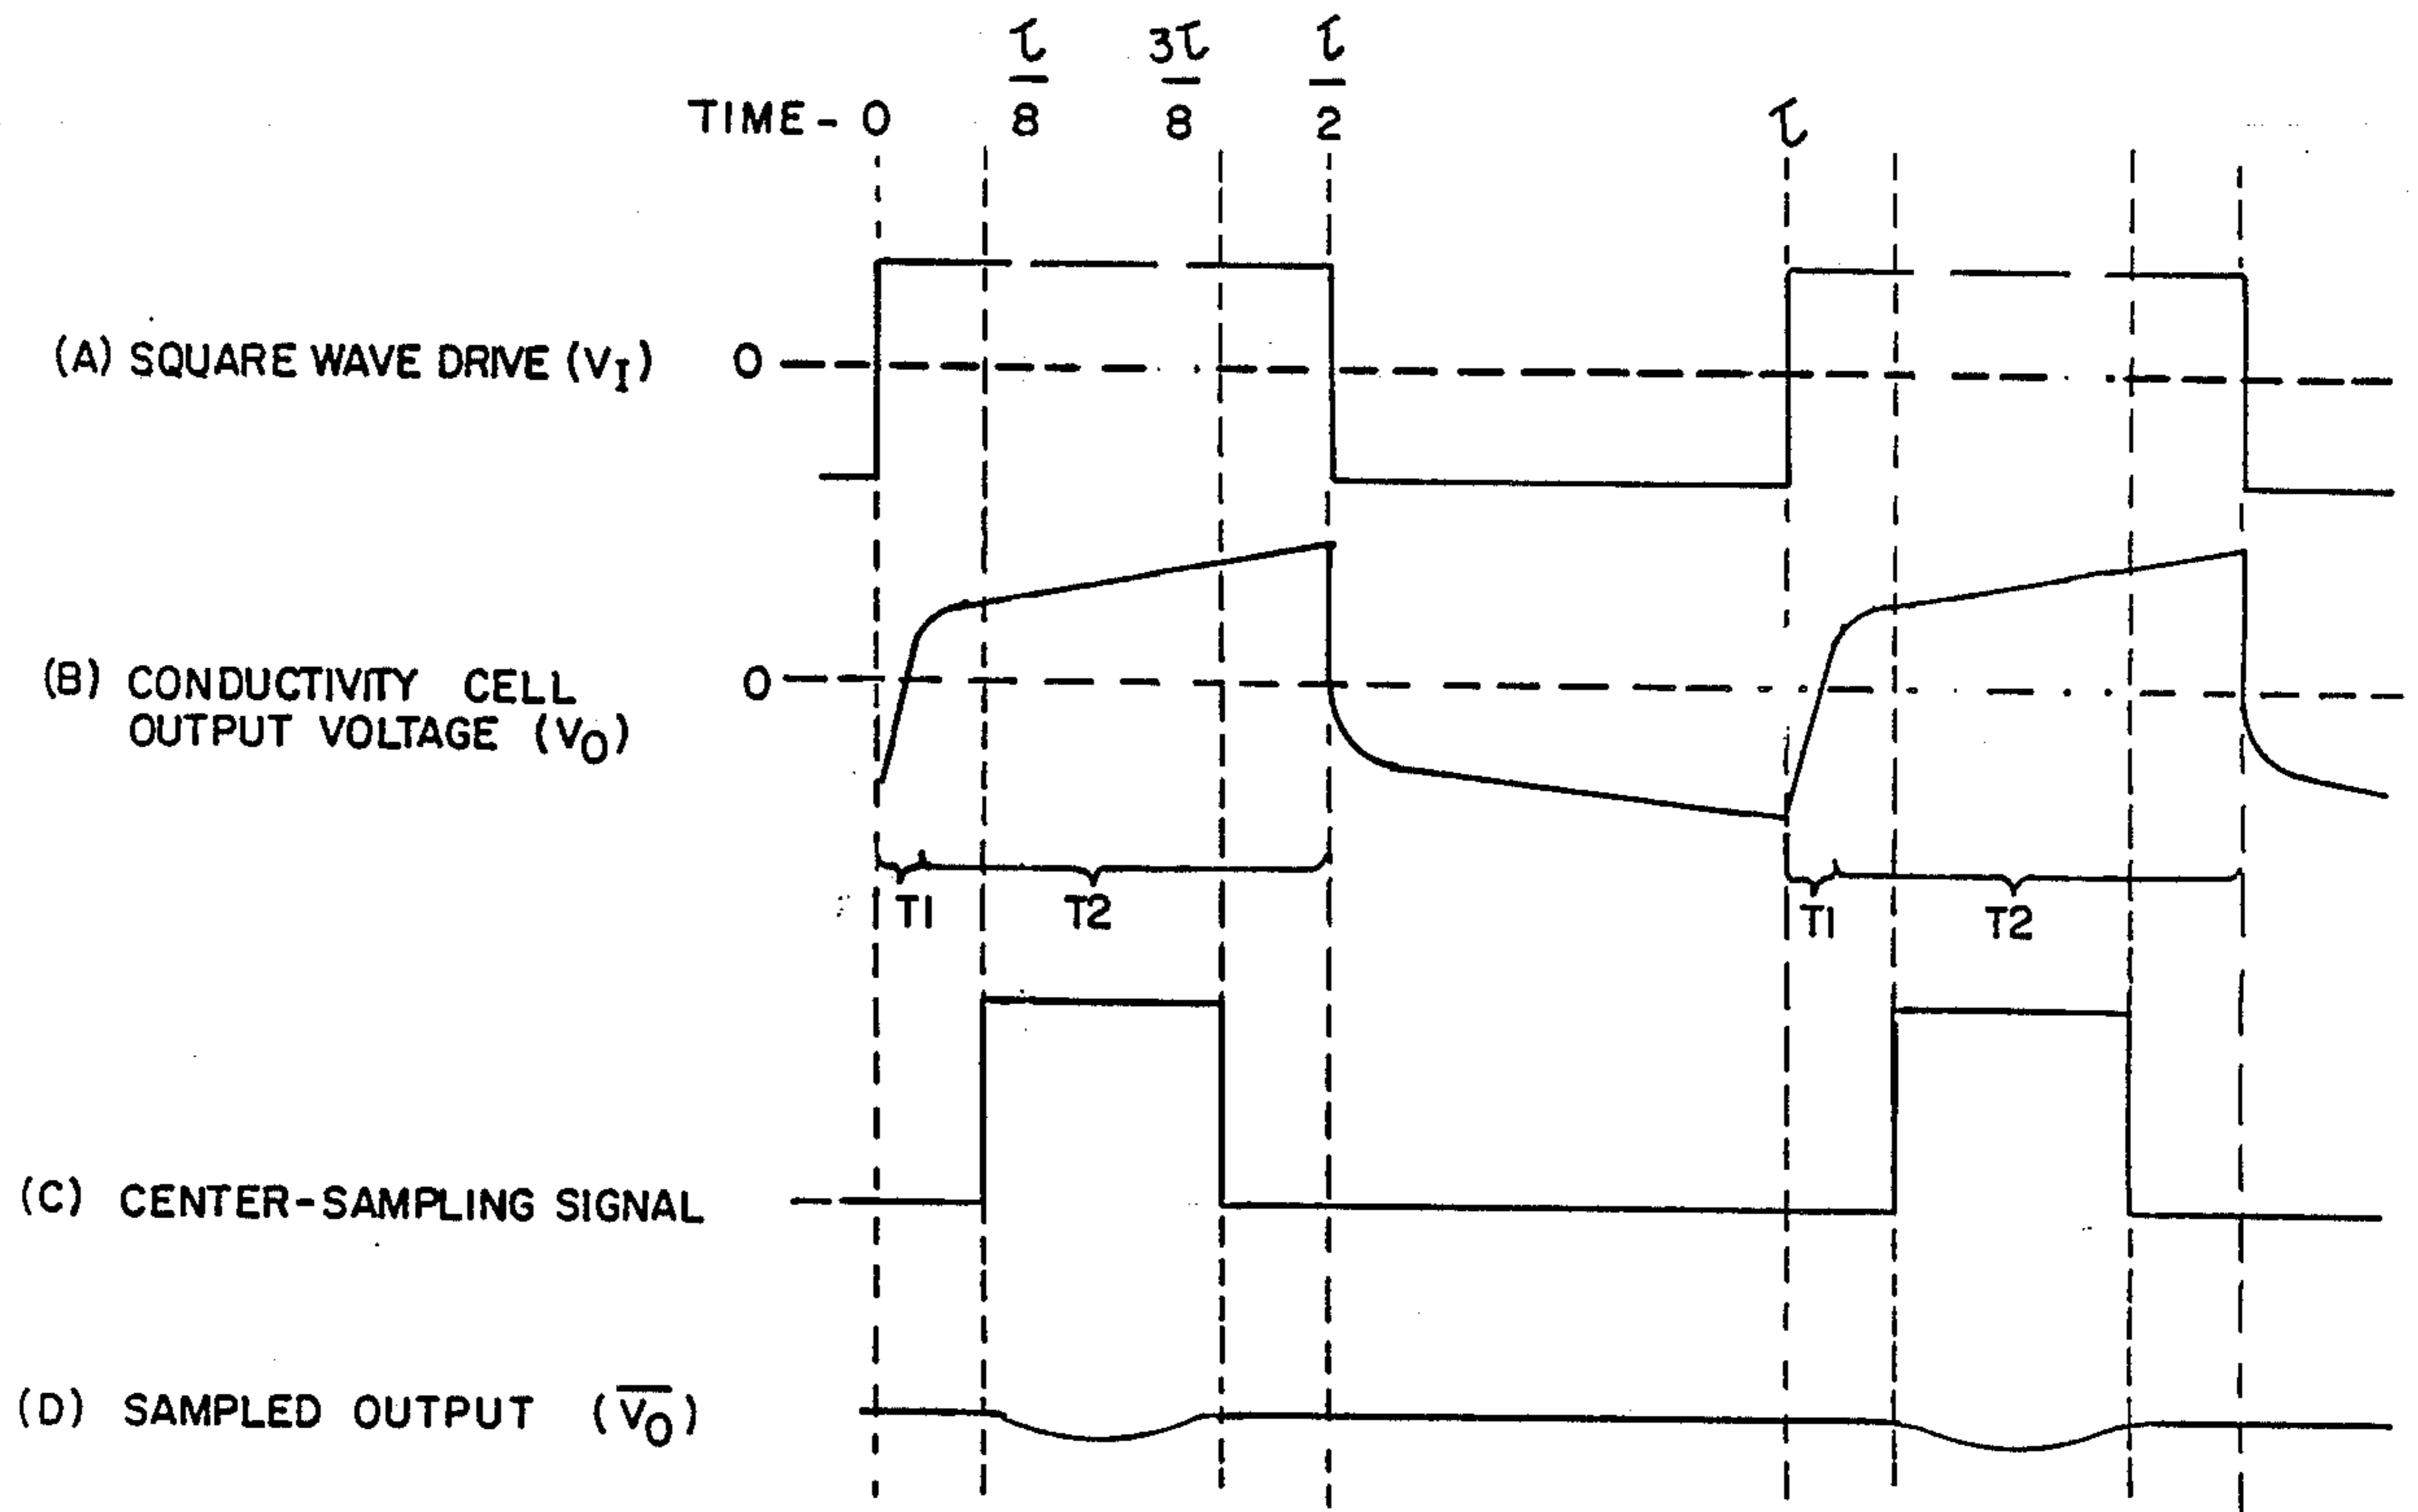 τ 3τ τ
TIME - 0 8 8 2 τ
(A) SQUARE WAVE DRIVE (V_I) 0
(B) CONDUCTIVITY CELL 0
OUTPUT VOLTAGE (V_O)
T1 T2 T1 T2
(C) CENTER-SAMPLING SIGNAL
(D) SAMPLED OUTPUT (V̅_O̅)